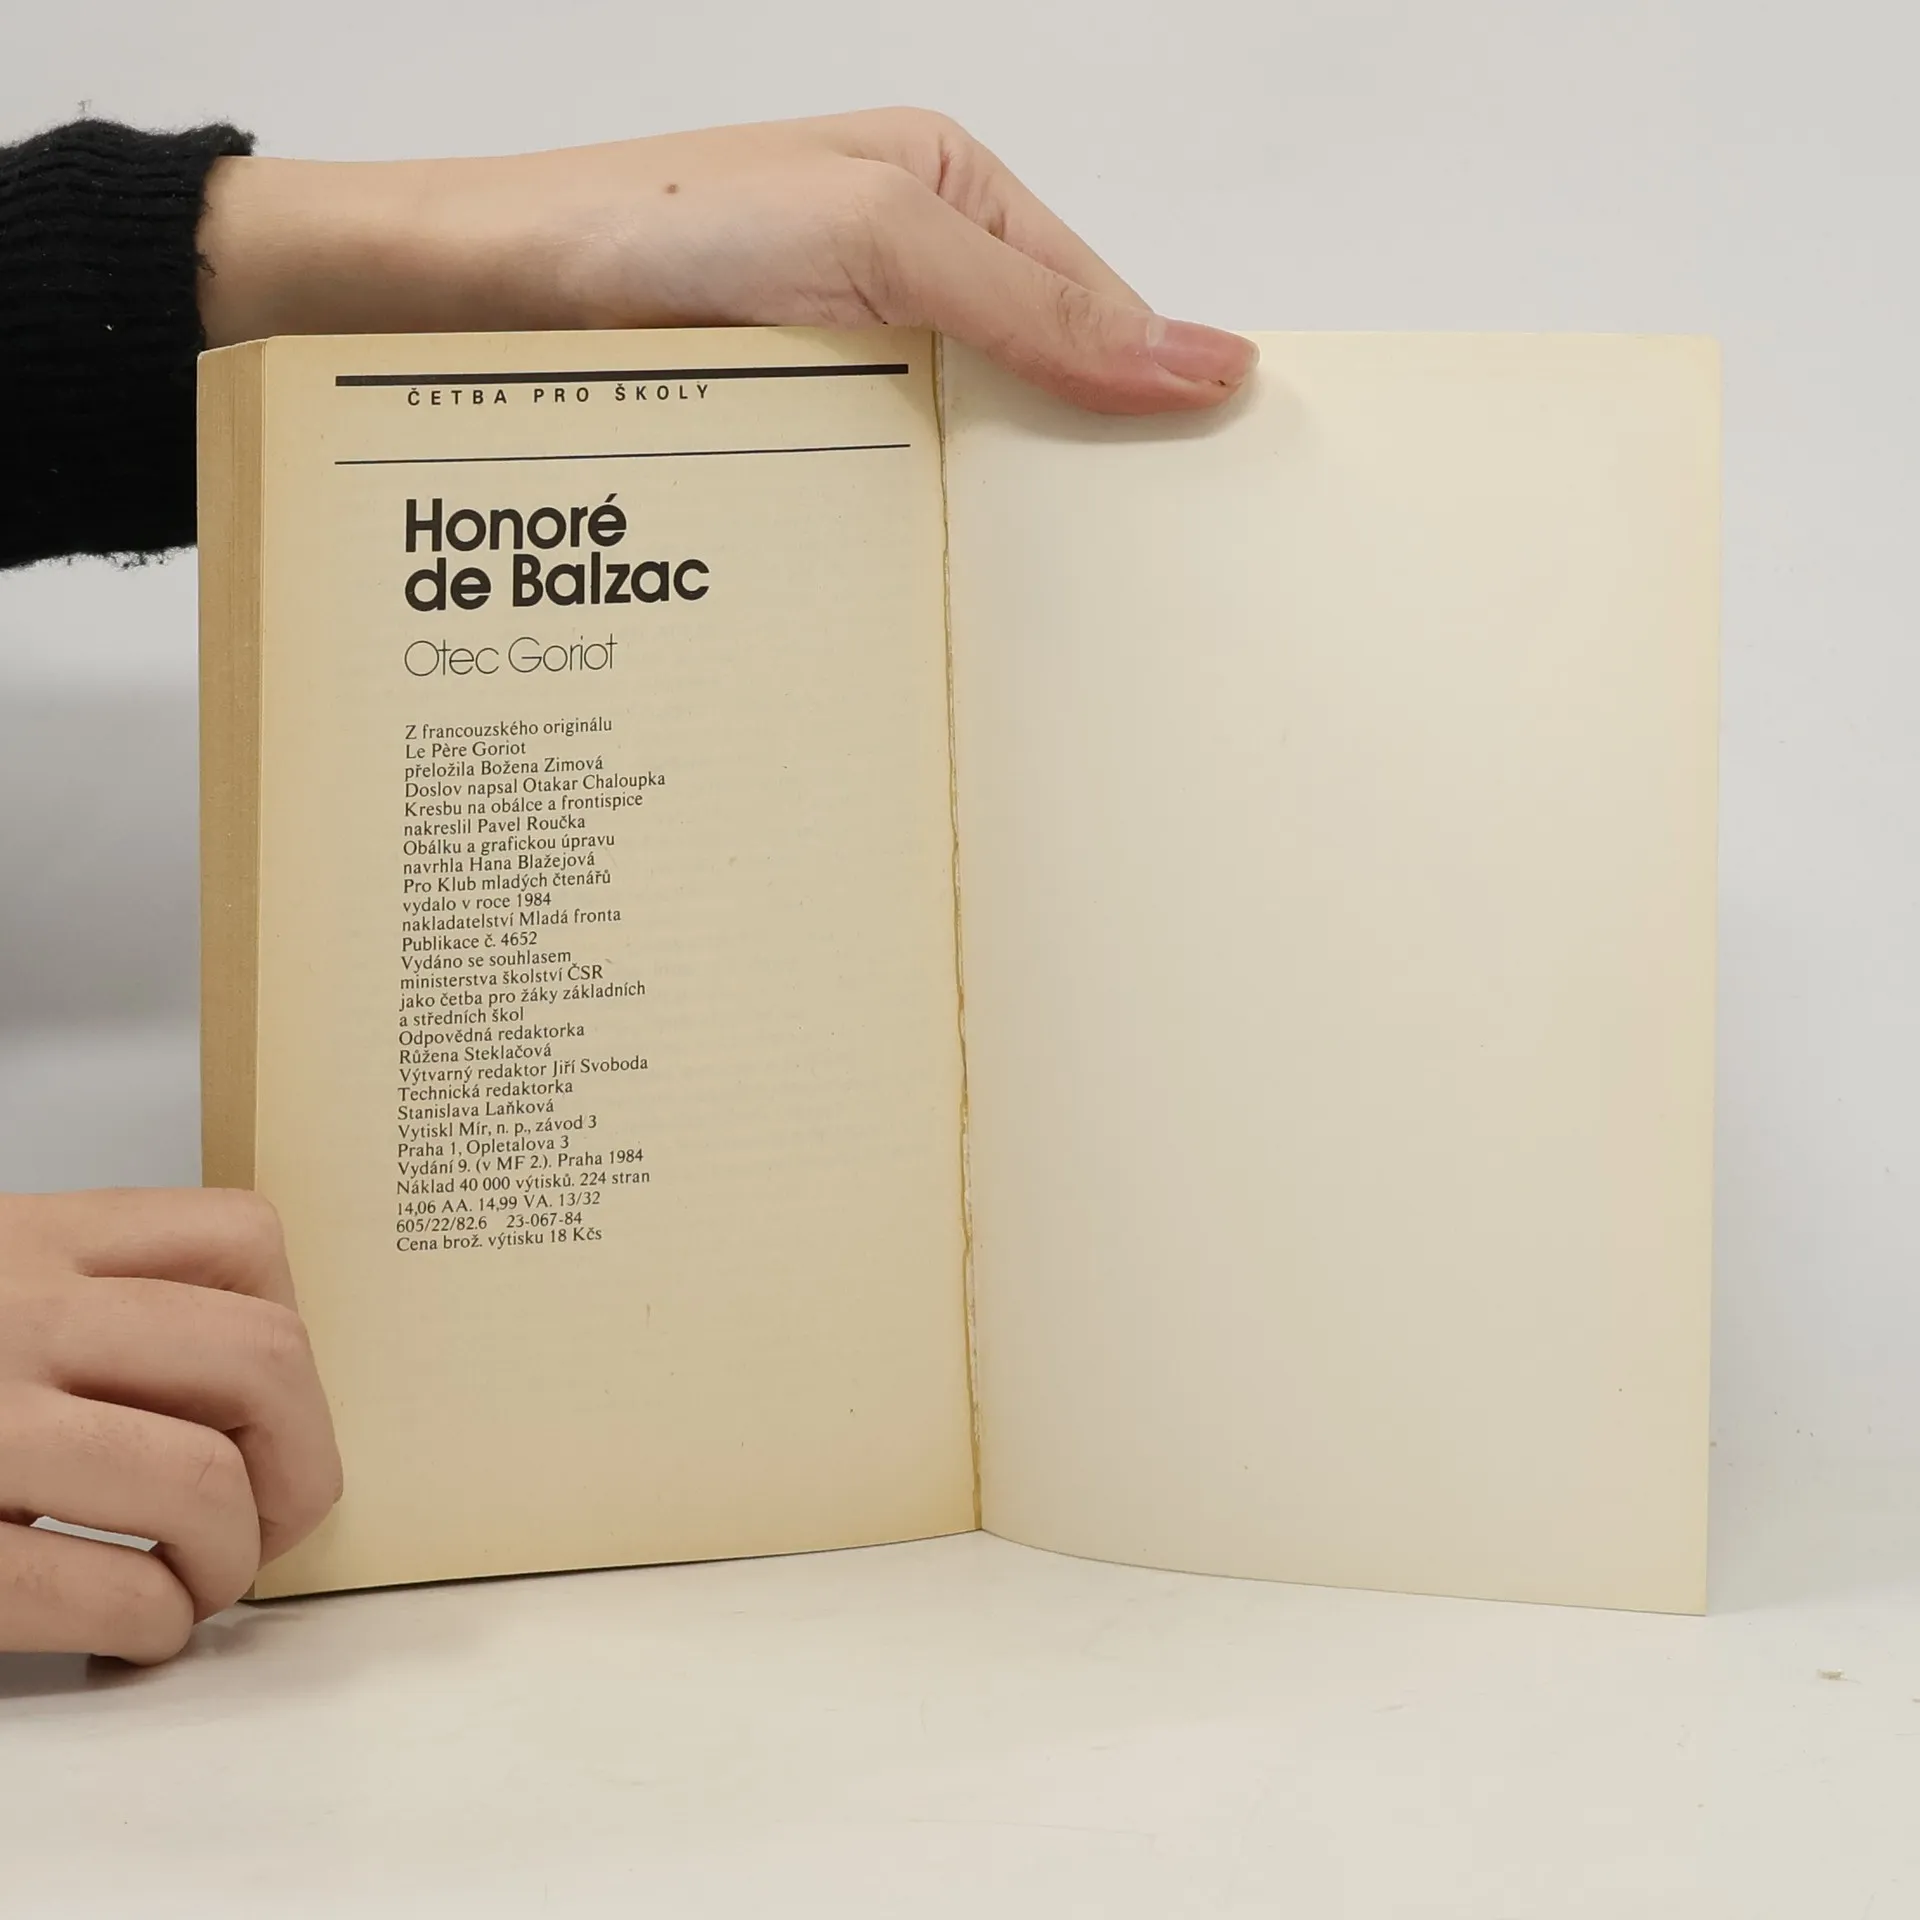 ČETBA PRO ŠKOLY
Honoré
de Balzac
Otec Goriot
Z francouzského originálu
Le Père Goriot
přeložila Božena Zimová
Doslov napsal Otakar Chaloupka
Kresbu na obálce a frontispice
nakreslil Pavel Roučka
Obálku a grafickou úpravu
navrhla Hana Blažejová
Pro Klub mladých čtenářů
vydalo v roce 1984
nakladatelství Mladá fronta
Publikace č. 4652
Vydáno se souhlasem
ministerstva školství ČSR
jako četba pro žáky základních
a středních škol
Odpovědná redaktorka
Růžena Steklačová
Výtvarný redaktor Jiří Svoboda
Technická redaktorka
Stanislava Laňková
Vytiskl Mír, n. p., závod 3
Praha 1, Opletalova 3
Vydání 9. (v MF 2.). Praha 1984
Náklad 40 000 výtisků. 224 stran
14,06 AA. 14,99 VA. 13/32
605/22/82.6 23-067-84
Cena brož. výtisku 18 Kčs